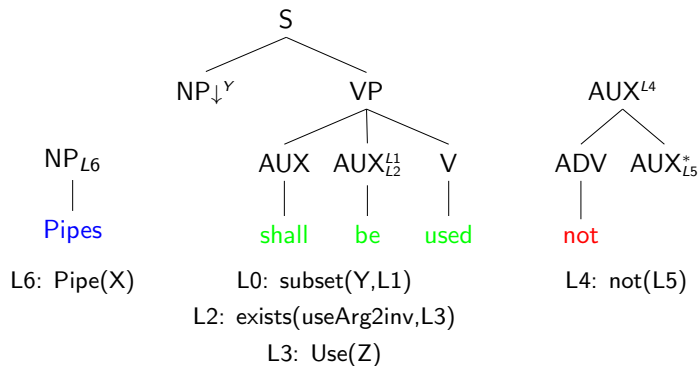 S
NP↓Y VP AUXL4
NPL6 AUX AUXL1L2 V ADV AUX*L5
Pipes shall be used not
L6: Pipe(X) L0: subset(Y,L1) L4: not(L5)
L2: exists(useArg2inv,L3)
L3: Use(Z)